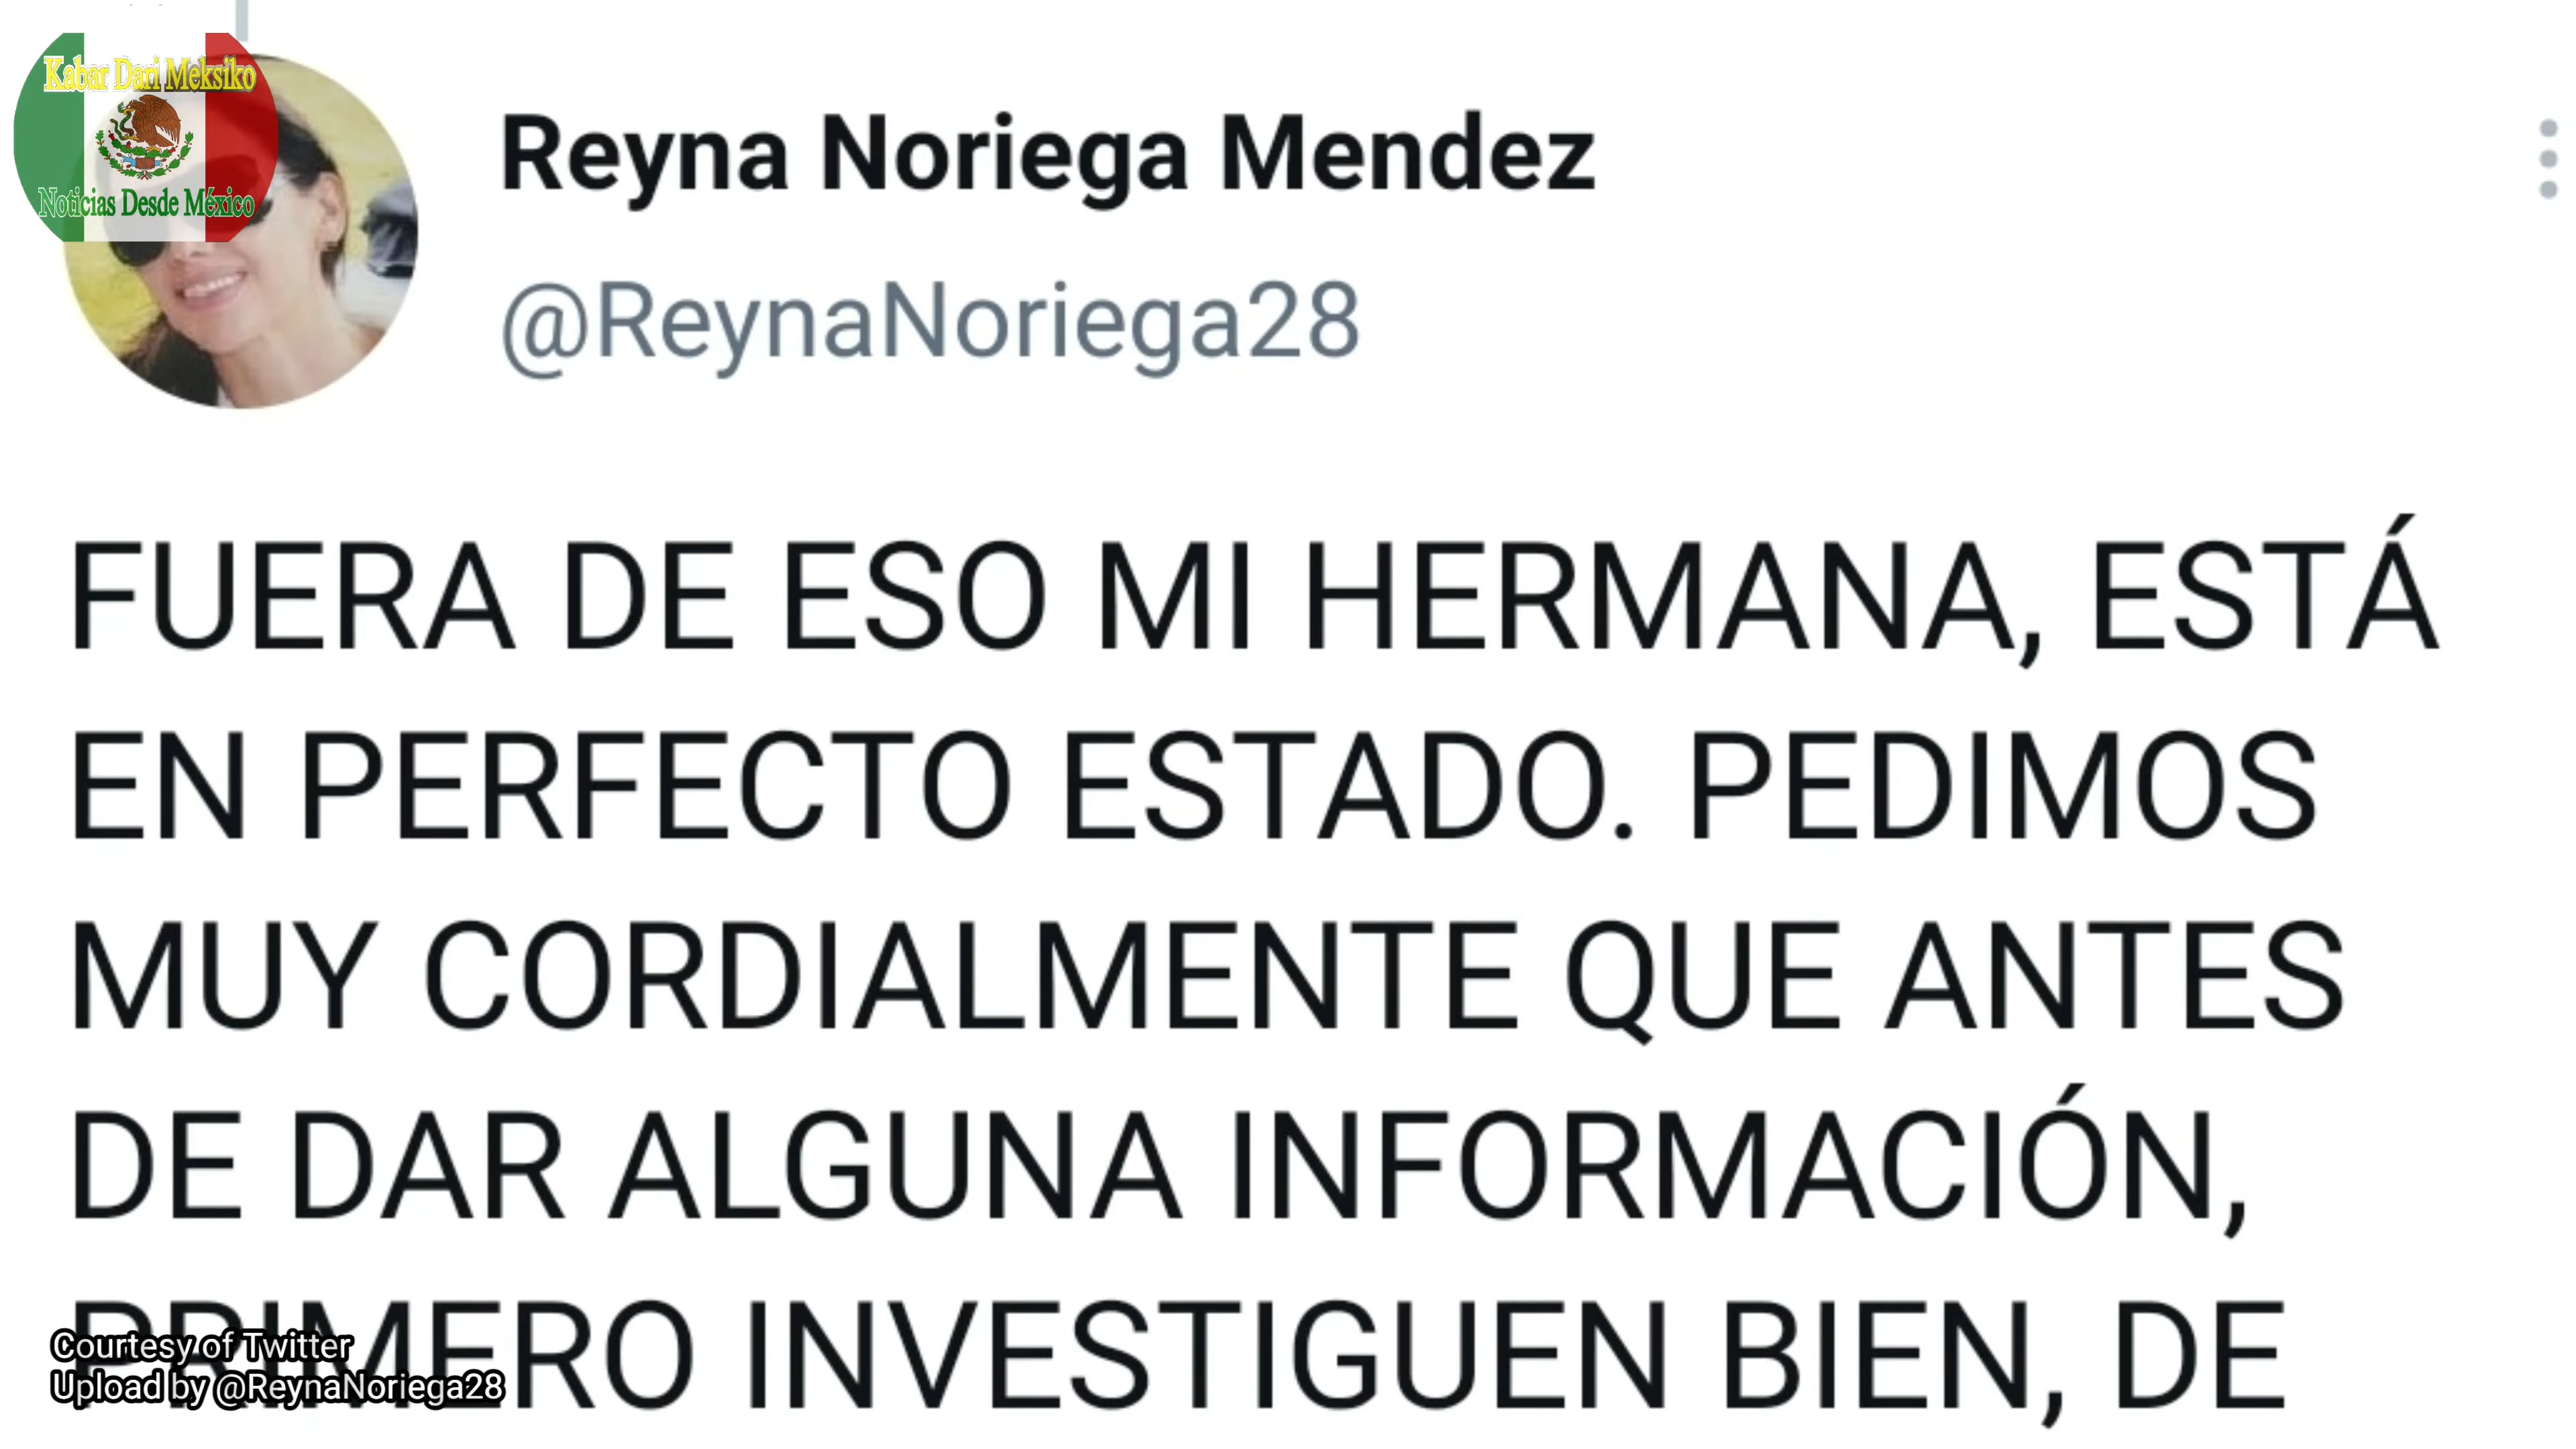 Kabar Dari Meksiko
Noticias Desde México
Reyna Noriega Mendez
@ReynaNoriega28
FUERA DE ESO MI HERMANA, ESTÁ
EN PERFECTO ESTADO. PEDIMOS
MUY CORDIALMENTE QUE ANTES
DE DAR ALGUNA INFORMACIÓN,
PRIMERO INVESTIGUEN BIEN, DE
Courtesy of Twitter
Upload by @ReynaNoriega28